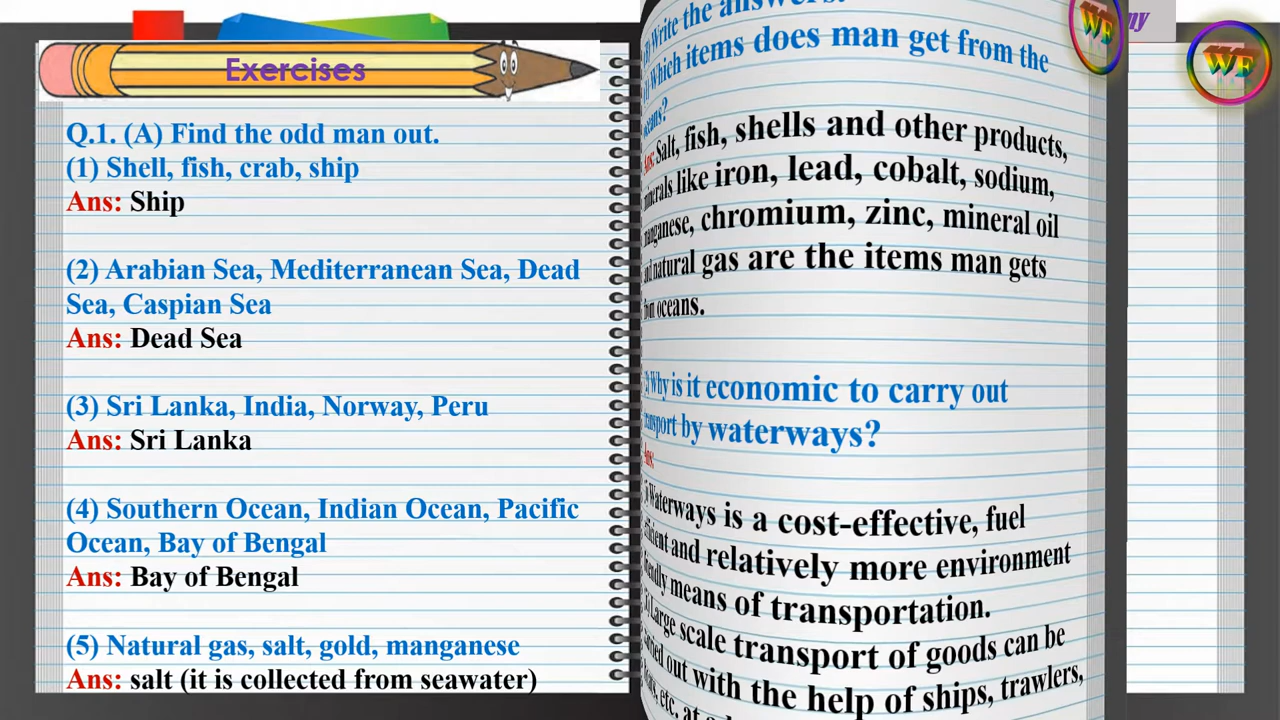 Exercises
Q.1. (A) Find the odd man out.
(1) Shell, fish, crab, ship
Ans: Ship
(2) Arabian Sea, Mediterranean Sea, Dead
Sea, Caspian Sea
Ans: Dead Sea
(3) Sri Lanka, India, Norway, Peru
Ans: Sri Lanka
(4) Southern Ocean, Indian Ocean, Pacific
Ocean, Bay of Bengal
Ans: Bay of Bengal
(5) Natural gas, salt, gold, manganese
Ans: salt (it is collected from seawater)
Write the answers.
Which items does man get from the
oceans?
Ans: Salt, fish, shells and other products,
minerals like iron, lead, cobalt, sodium,
manganese, chromium, zinc, mineral oil
and natural gas are the items man gets
from oceans.
Why is it economic to carry out
transport by waterways?
Ans:
Waterways is a cost-effective, fuel
efficient and relatively more environment
friendly means of transportation.
Large scale transport of goods can be
carried out with the help of ships, trawlers,
etc. at
WF
WF